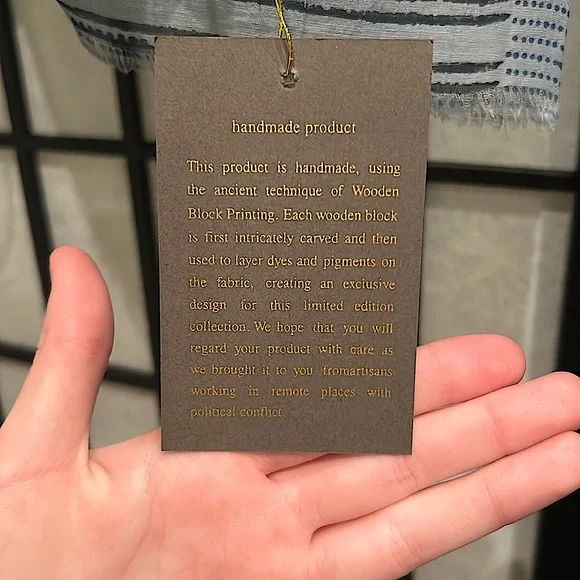 handmade product
This product is handmade, using
the ancient technique of Wooden
Block Printing. Each wooden block
is first intricately carved and then
used to layer dyes and pigments on
the fabric, creating an exclusive
design for this limited edition
collection. We hope that you will
regard your product with care as
we brought it to you fromartisans
working in remote places with
political conflict.